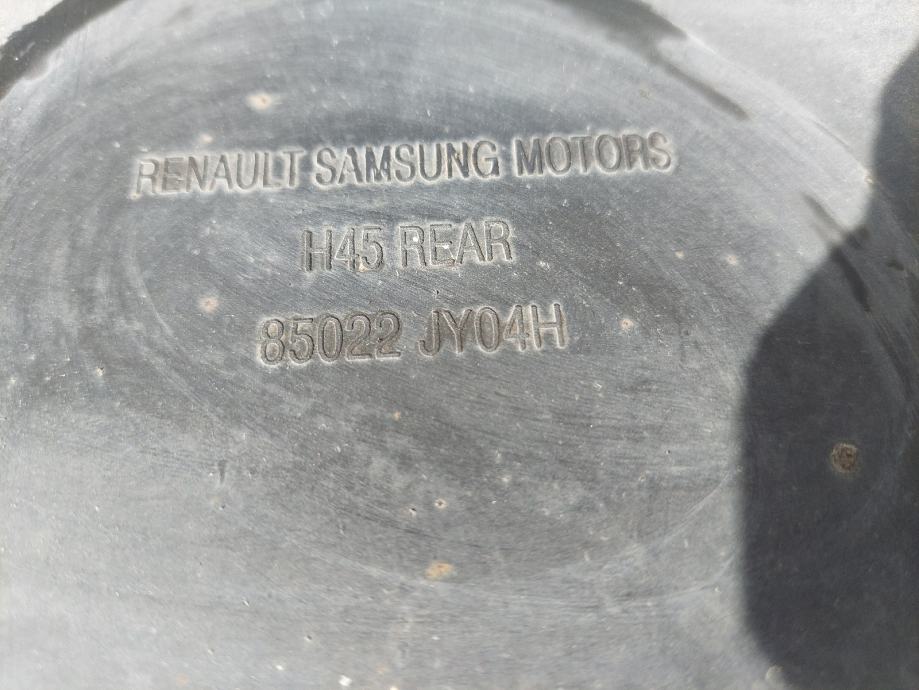 RENAULT SAMSUNG MOTORS
H45 REAR
85022 JY04H